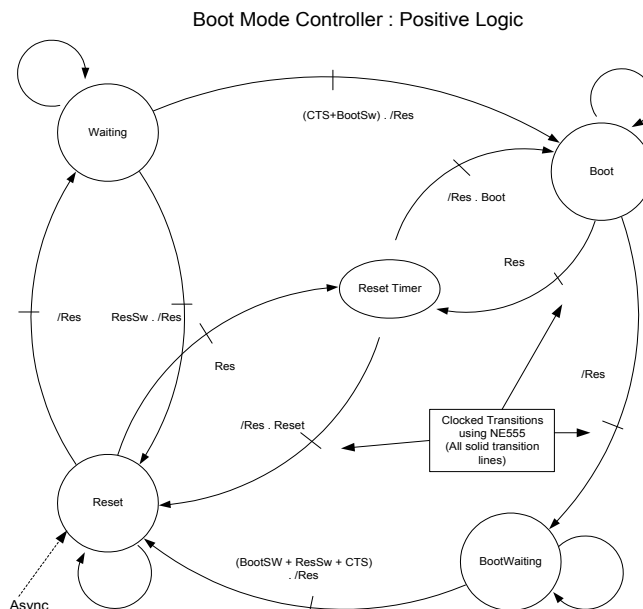 Boot Mode Controller : Positive Logic
Waiting
(CTS+BootSw) . /Res
Boot
/Res . Boot
Res
Reset Timer
/Res
ResSw . /Res
Res
/Res
/Res . Reset
Clocked Transitions
using NE555
(All solid transition
lines)
Reset
BootWaiting
(BootSW + ResSw + CTS)
. /Res
Async